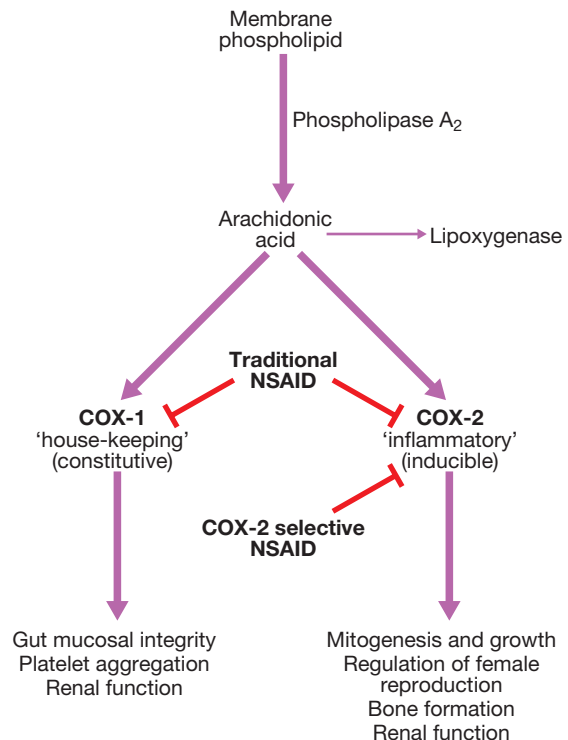 Membrane
phospholipid
Phospholipase A₂
Arachidonic
acid
Lipoxygenase
Traditional
NSAID
COX-1
‘house-keeping’
(constitutive)
COX-2
‘inflammatory’
(inducible)
COX-2 selective
NSAID
Gut mucosal integrity
Platelet aggregation
Renal function
Mitogenesis and growth
Regulation of female
reproduction
Bone formation
Renal function